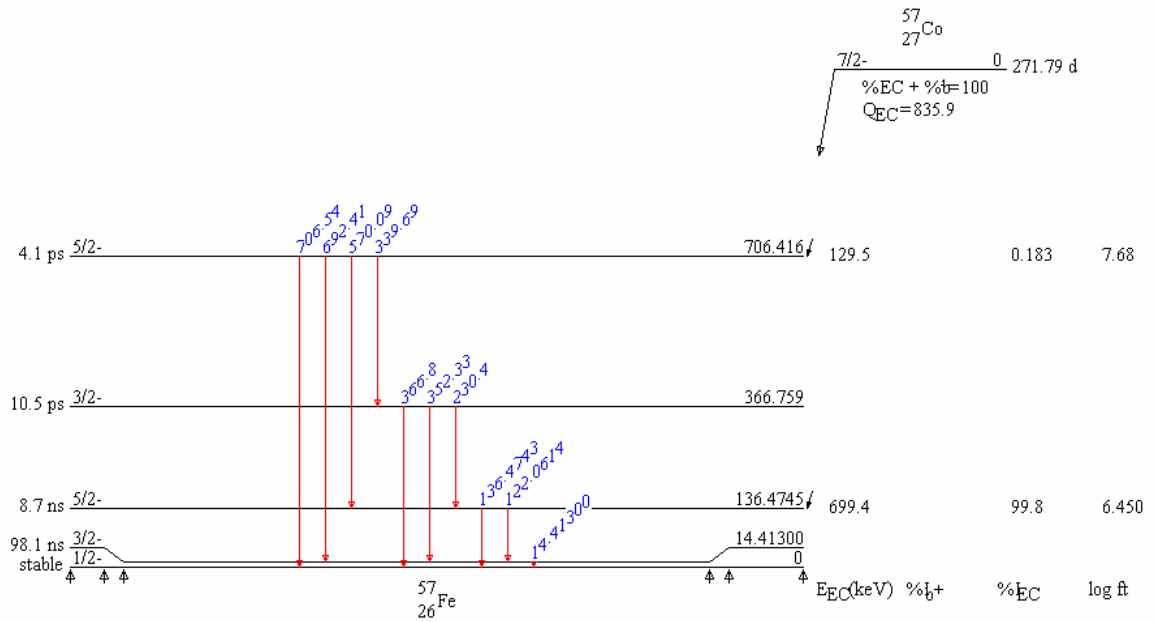 57
27 Co
7/2- 0 271.79 d
%EC + %b=100
QEC=835.9
706.54 692.41 570.09 339.69
4.1 ps 5/2- 706.416 129.5 0.183 7.68
366.8 352.33 230.4
10.5 ps 3/2- 366.759
136.4743 122.0614
8.7 ns 5/2- 136.4745 699.4 99.8 6.450
14.41300
98.1 ns 3/2- 14.41300
stable 1/2- 0
57
26 Fe
EEC(keV) %Ib+ %IEC log ft